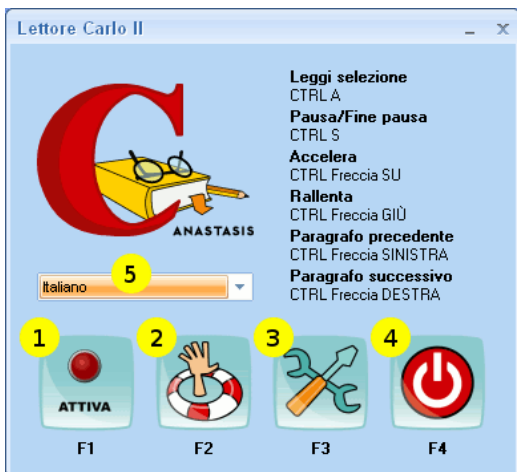 Lettore Carlo II
Leggi selezione
CTRL A
Pausa/Fine pausa
CTRL S
Accelera
CTRL Freccia SU
Rallenta
CTRL Freccia GIÙ
Paragrafo precedente
CTRL Freccia SINISTRA
Paragrafo successivo
CTRL Freccia DESTRA
C
ANASTASIS
5
Italiano
1
2
3
4
ATTIVA
F1
F2
F3
F4